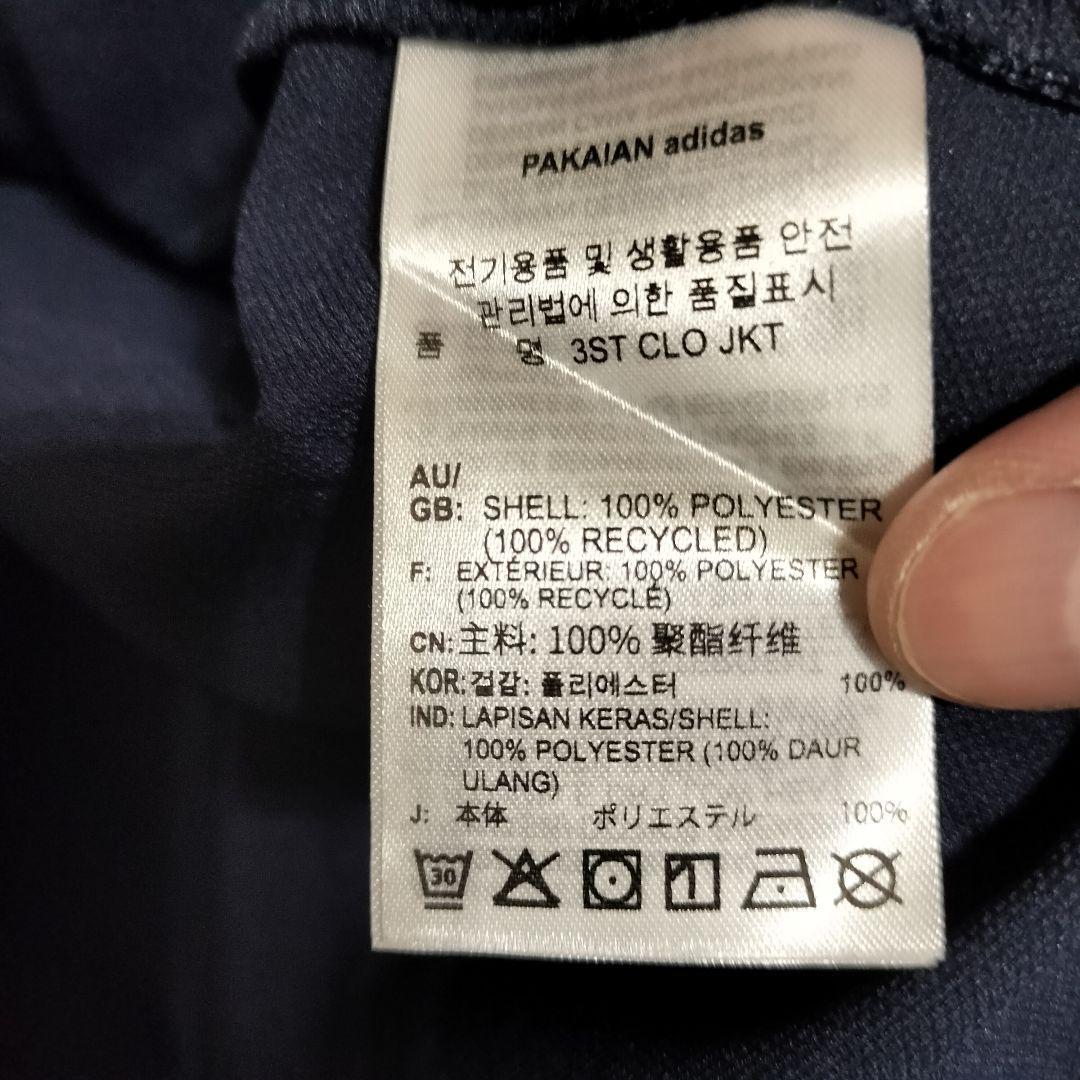 PAKAIAN adidas
전기용품 및 생활용품 안전
관리법에 의한 품질표시
품 명 3ST CLO JKT
AU/
GB: SHELL: 100% POLYESTER
(100% RECYCLED)
F: EXTÉRIEUR: 100% POLYESTER
(100% RECYCLÉ)
CN: 主料: 100% 聚酯纤维
KOR: 겉감: 폴리에스터 100%
IND: LAPISAN KERAS/SHELL:
100% POLYESTER (100% DAUR
ULANG)
J: 本体 ポリエステル 100%
30